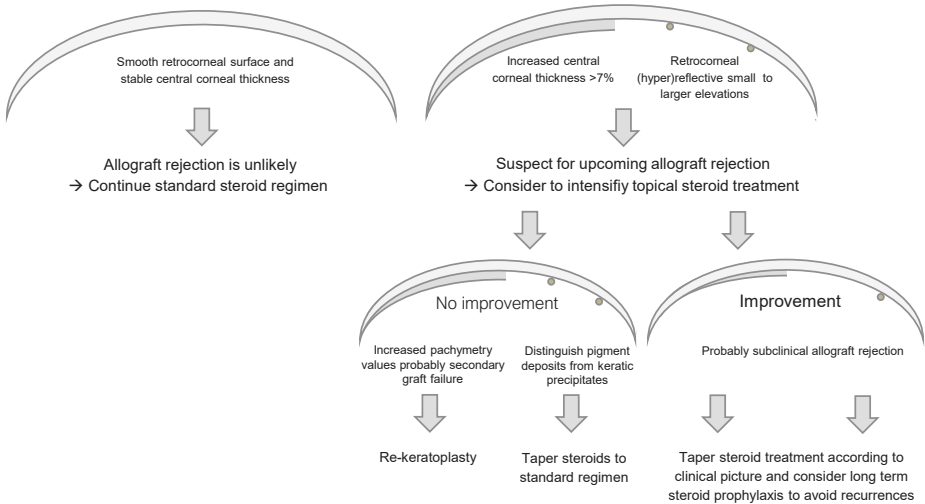 Smooth retrocorneal surface and
stable central corneal thickness
Allograft rejection is unlikely
→ Continue standard steroid regimen
Increased central
corneal thickness >7%
Retrocorneal
(hyper)reflective small to
larger elevations
Suspect for upcoming allograft rejection
→ Consider to intensifiy topical steroid treatment
No improvement
Increased pachymetry
values probably secondary
graft failure
Distinguish pigment
deposits from keratic
precipitates
Re-keratoplasty
Taper steroids to
standard regimen
Improvement
Probably subclinical allograft rejection
Taper steroid treatment according to
clinical picture and consider long term
steroid prophylaxis to avoid recurrences